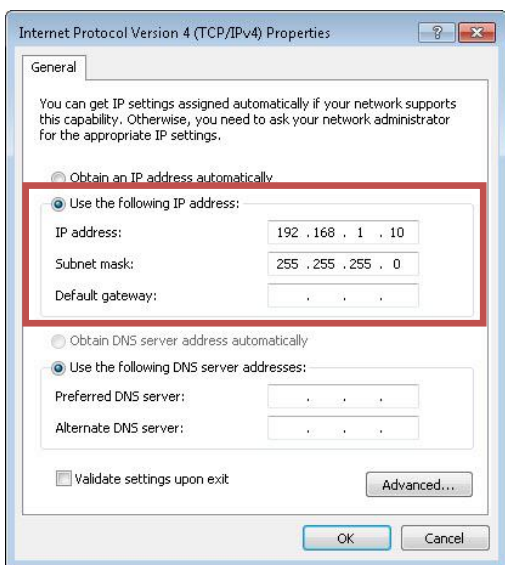 Internet Protocol Version 4 (TCP/IPv4) Properties
General
You can get IP settings assigned automatically if your network supports
this capability. Otherwise, you need to ask your network administrator
for the appropriate IP settings.
Obtain an IP address automatically
Use the following IP address:
IP address: 192 . 168 . 1 . 10
Subnet mask: 255 . 255 . 255 . 0
Default gateway: . . .
Obtain DNS server address automatically
Use the following DNS server addresses:
Preferred DNS server: . . .
Alternate DNS server: . . .
Validate settings upon exit
Advanced...
OK Cancel